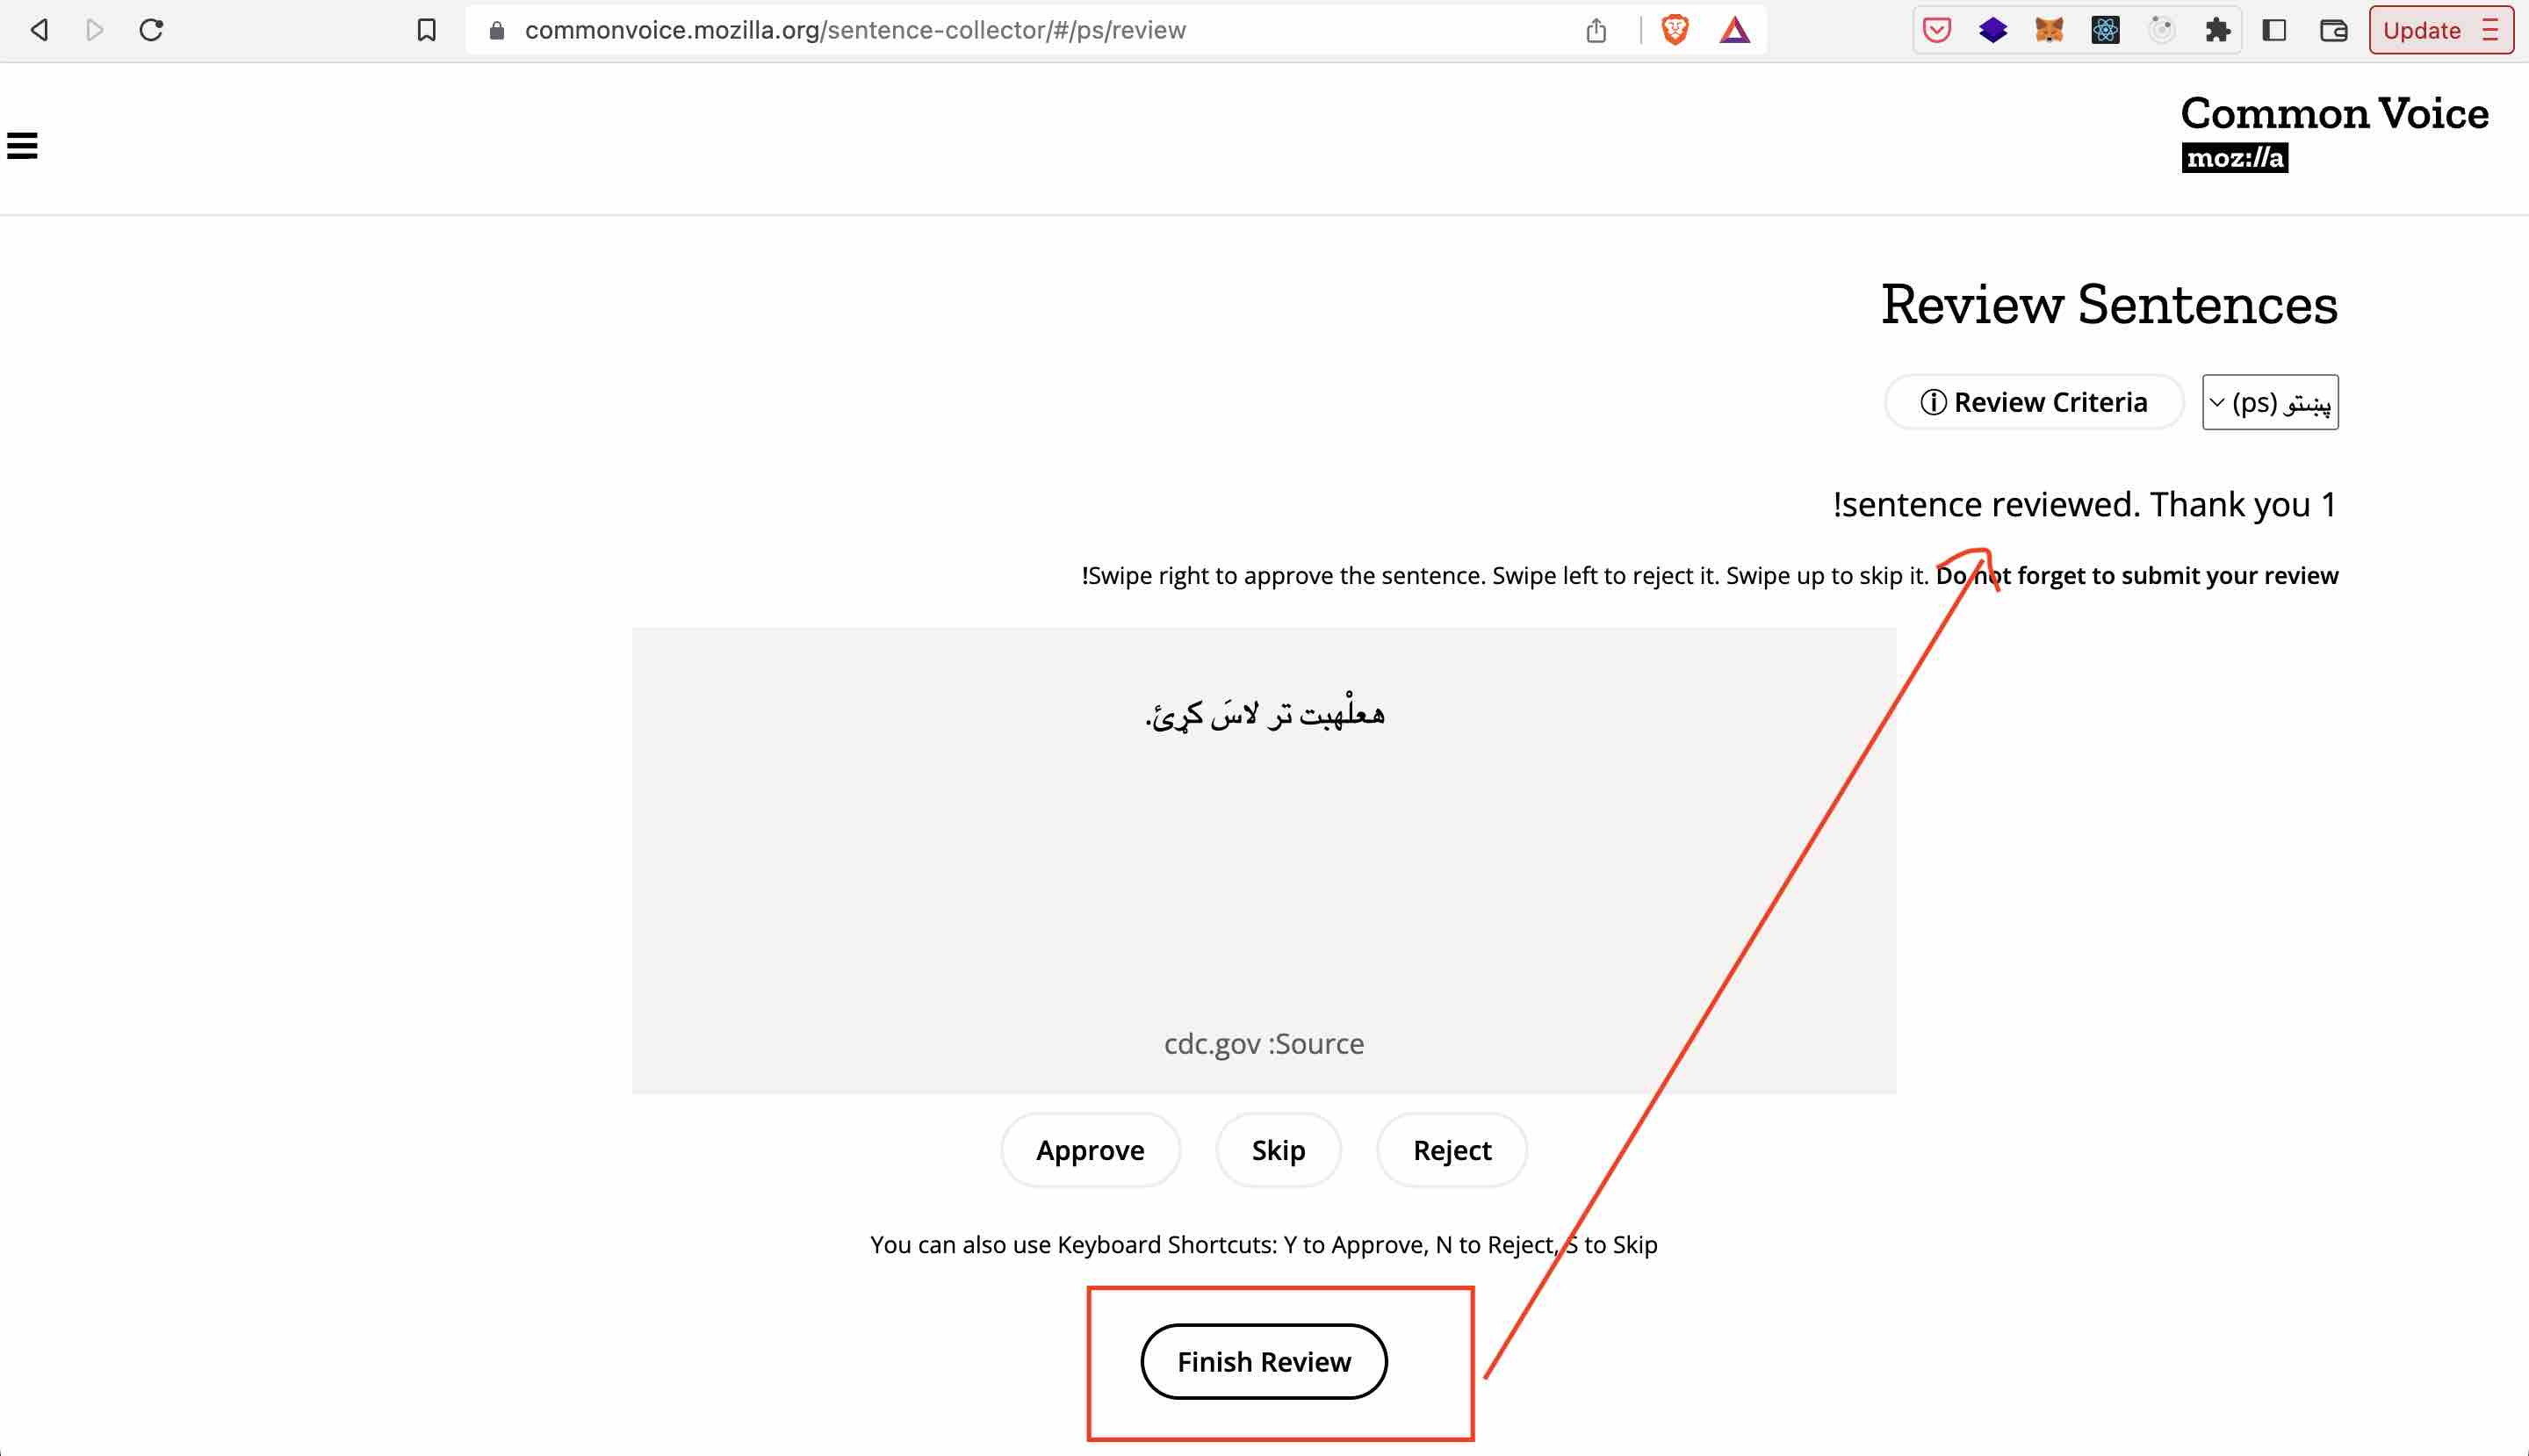 commonvoice.mozilla.org/sentence-collector/#/ps/review
Update
Common Voice
moz://a
Review Sentences
Review Criteria
پښتو (ps)
!sentence reviewed. Thank you 1
!Swipe right to approve the sentence. Swipe left to reject it. Swipe up to skip it. Do not forget to submit your review
هعلْهبت تر لاسَ کړئ.
cdc.gov :Source
Approve
Skip
Reject
You can also use Keyboard Shortcuts: Y to Approve, N to Reject, S to Skip
Finish Review